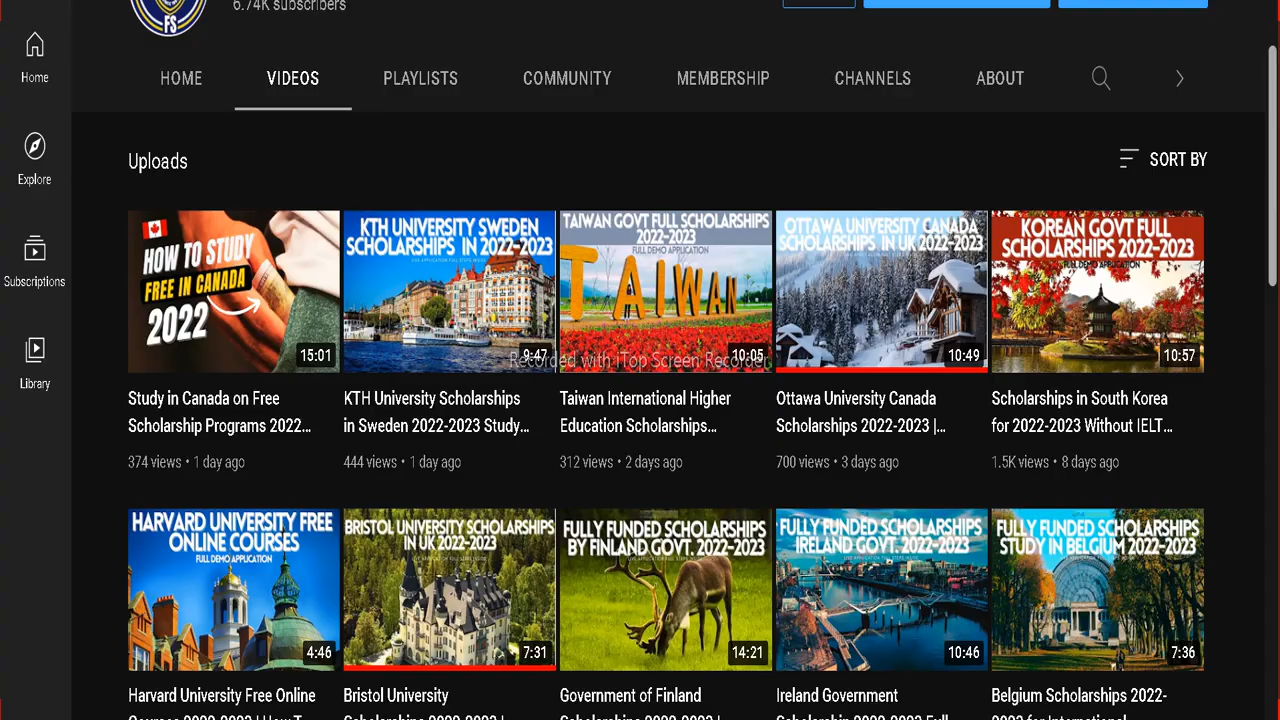 6.74K subscribers
FS
Home
HOME
VIDEOS
PLAYLISTS
COMMUNITY
MEMBERSHIP
CHANNELS
ABOUT
Explore
Uploads
SORT BY
Subscriptions
Library
HOW TO STUDY
FREE IN CANADA
2022
15:01
KTH UNIVERSITY SWEDEN
SCHOLARSHIPS IN 2022-2023
LIVE APPLICATION FULL STEPS INSIDE
9:47
TAIWAN GOVT FULL SCHOLARSHIPS
2022-2023
FULL DEMO APPLICATION
TAIWAN
10:05
OTTAWA UNIVERSITY CANADA
SCHOLARSHIPS IN UK 2022-2023
10:49
KOREAN GOVT FULL
SCHOLARSHIPS 2022-2023
FULL DEMO APPLICATION
10:57
Recorded with iTop Screen Recorder
Study in Canada on Free
Scholarship Programs 2022...
374 views • 1 day ago
KTH University Scholarships
in Sweden 2022-2023 Study...
444 views • 1 day ago
Taiwan International Higher
Education Scholarships...
312 views • 2 days ago
Ottawa University Canada
Scholarships 2022-2023 |...
700 views • 3 days ago
Scholarships in South Korea
for 2022-2023 Without IELT...
1.5K views • 8 days ago
HARVARD UNIVERSITY FREE
ONLINE COURSES
FULL DEMO APPLICATION
4:46
BRISTOL UNIVERSITY SCHOLARSHIPS
IN UK 2022-2023
7:31
FULLY FUNDED SCHOLARSHIPS
BY FINLAND GOVT. 2022-2023
14:21
FULLY FUNDED SCHOLARSHIPS
IRELAND GOVT. 2022-2023
10:46
FULLY FUNDED SCHOLARSHIPS
STUDY IN BELGIUM 2022-2023
7:36
Harvard University Free Online
Bristol University
Government of Finland
Ireland Government
Belgium Scholarships 2022-